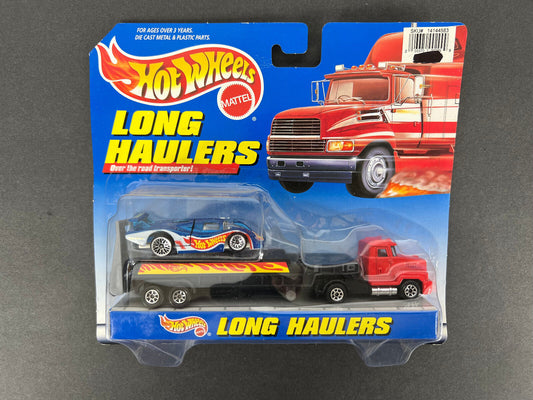 FOR AGES OVER 3 YEARS.
DIE CAST METAL & PLASTIC PARTS.
SKU# 14144583
Hot Wheels
MATTEL
LONG
HAULERS
Over the road transporter!
Hot Wheels
Hot Wheels
LONG HAULERS